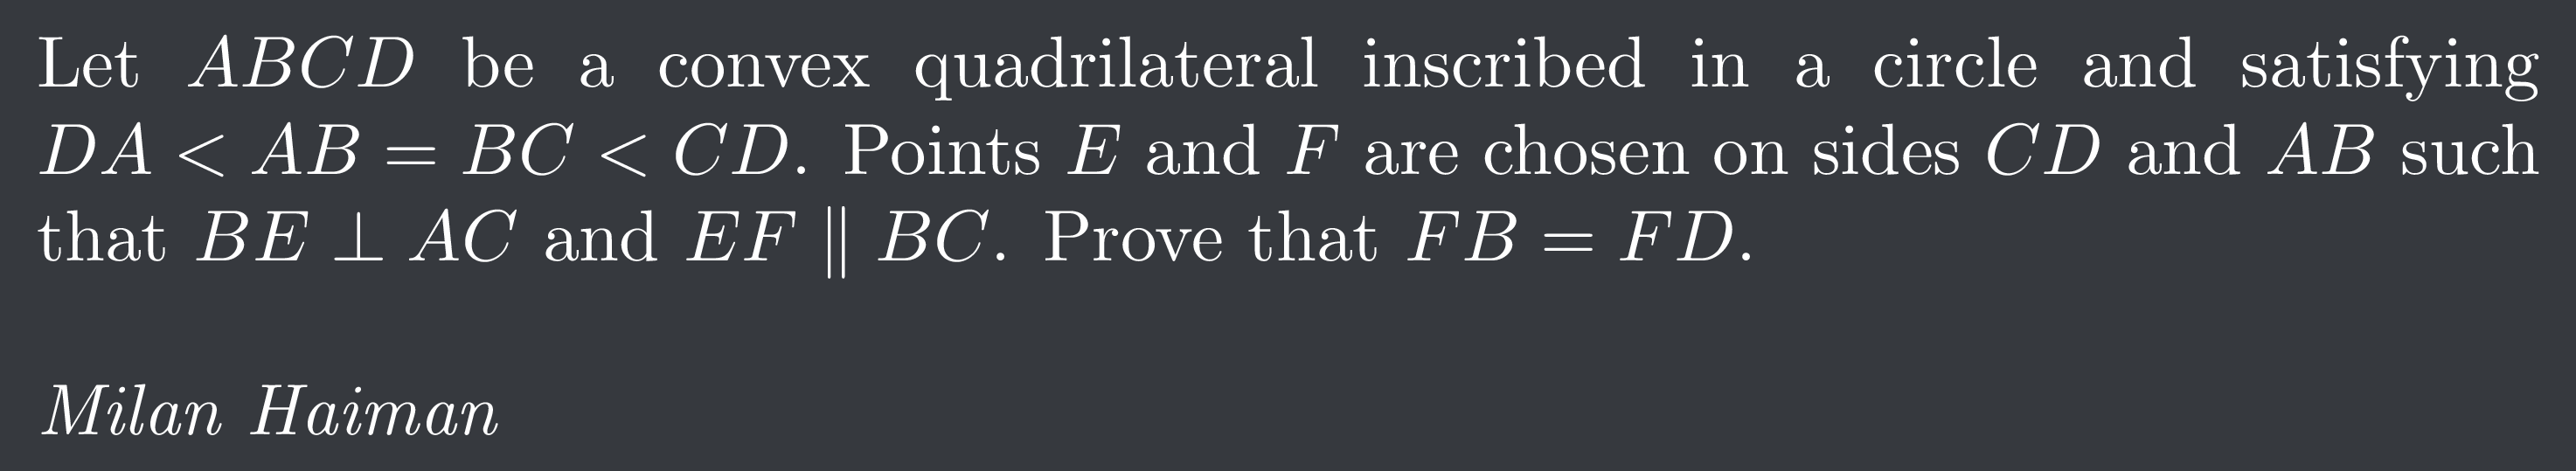 Let ABCD be a convex quadrilateral inscribed in a circle and satisfying
DA < AB = BC < CD. Points E and F are chosen on sides CD and AB such
that BE ⊥ AC and EF ∥ BC. Prove that FB = FD.
Milan Haiman